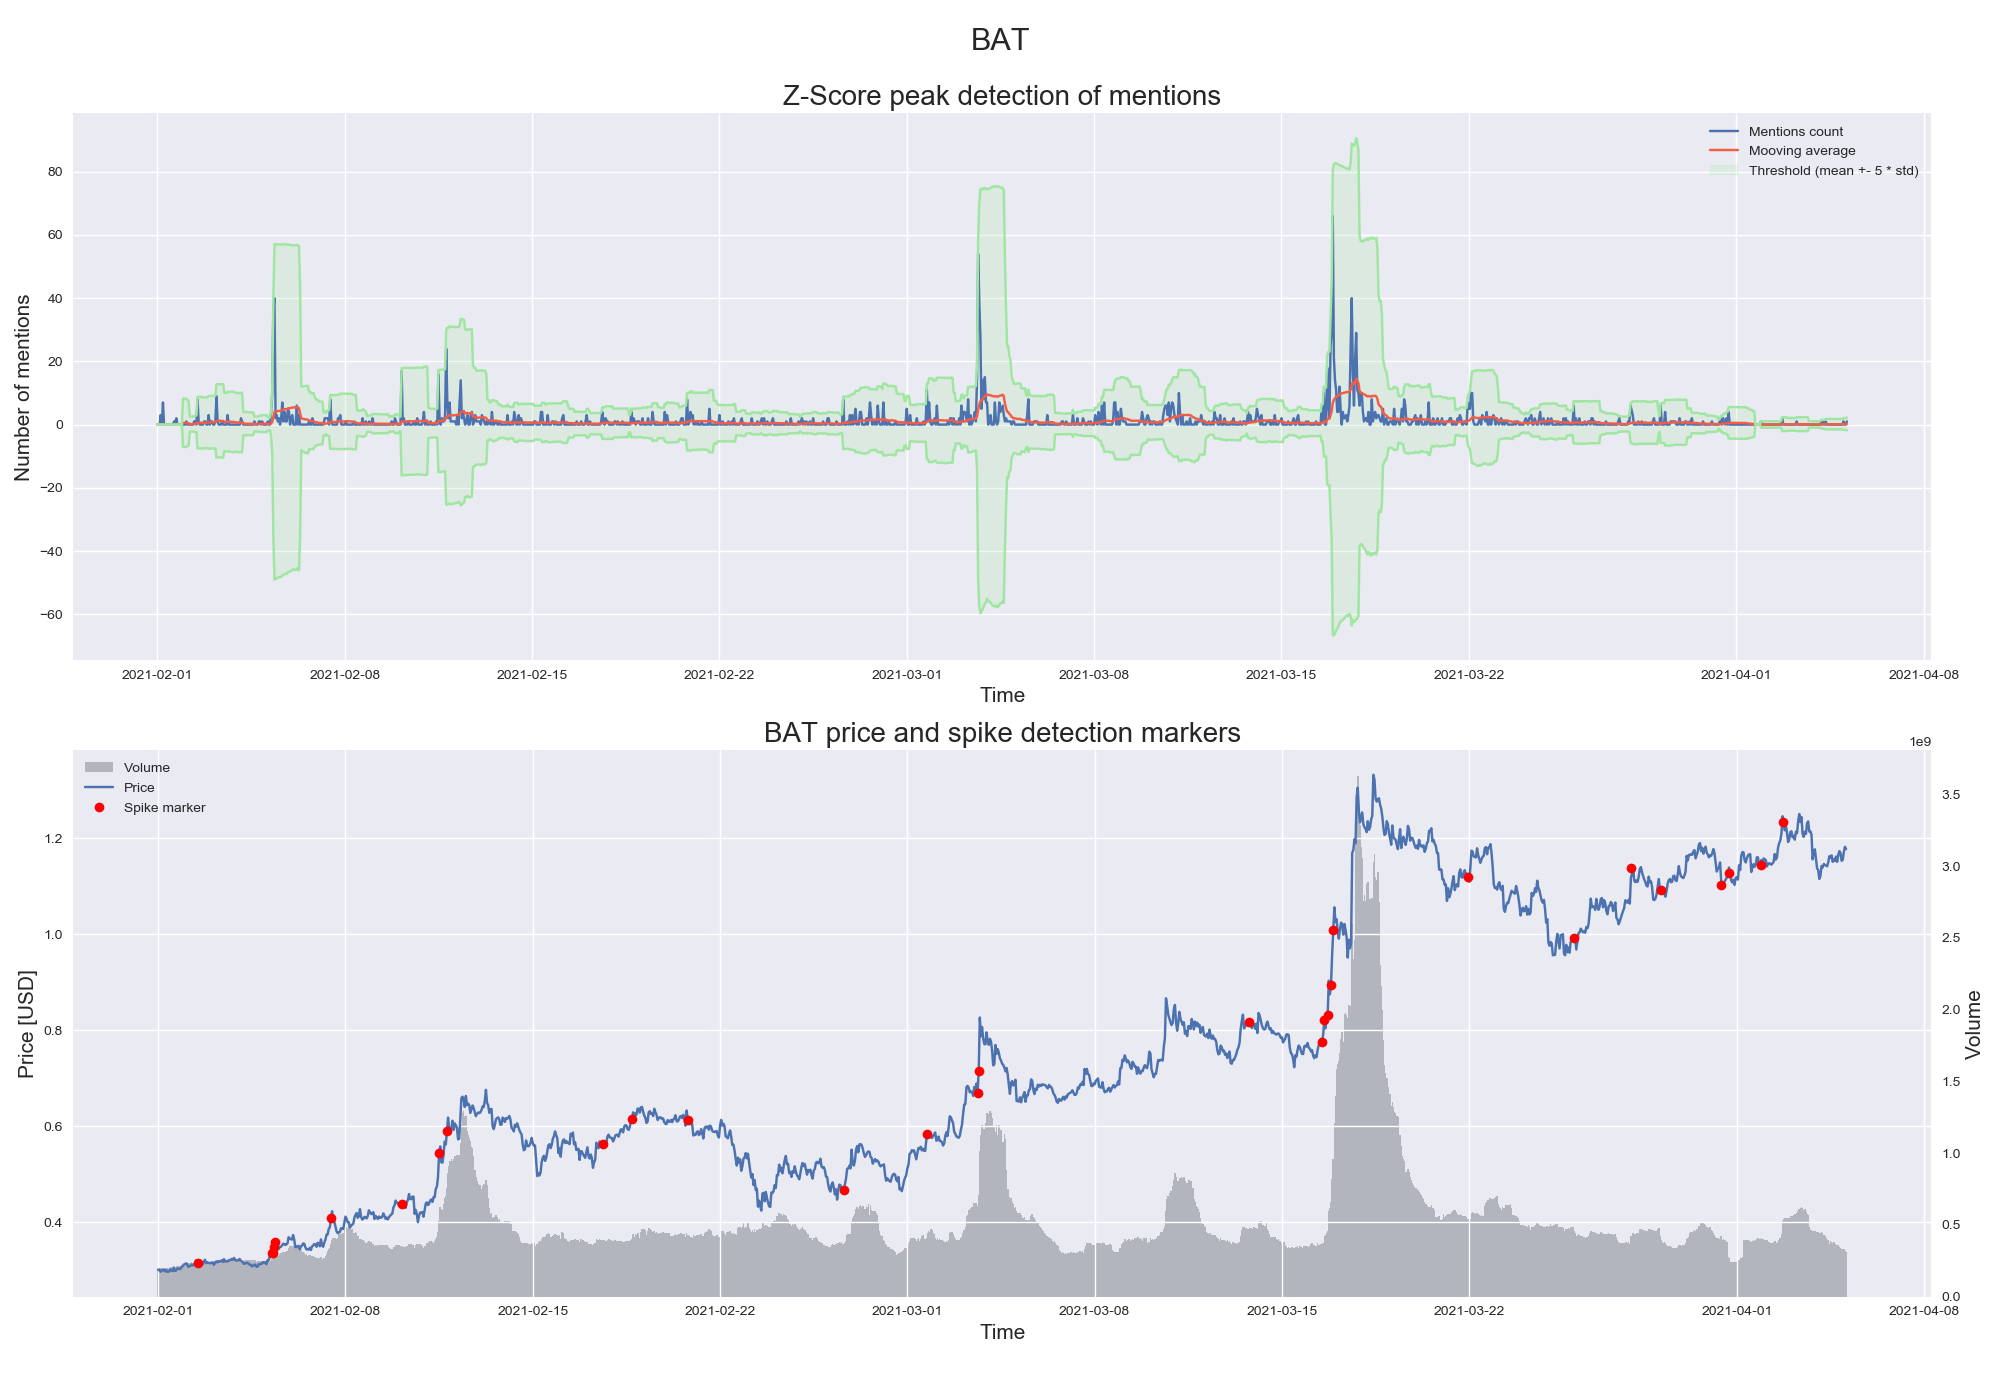 BAT
Z-Score peak detection of mentions
Mentions count
Mooving average
Threshold (mean +- 5 * std)
Number of mentions
80
60
40
20
0
−20
−40
−60
2021-02-01 2021-02-08 2021-02-15 2021-02-22 2021-03-01 2021-03-08 2021-03-15 2021-03-22 2021-04-01 2021-04-08
Time
BAT price and spike detection markers
1e9
Volume
Price
Spike marker
Price [USD]
1.2
1.0
0.8
0.6
0.4
3.5
3.0
2.5
2.0
1.5
1.0
0.5
0.0
Volume
2021-02-01 2021-02-08 2021-02-15 2021-02-22 2021-03-01 2021-03-08 2021-03-15 2021-03-22 2021-04-01 2021-04-08
Time